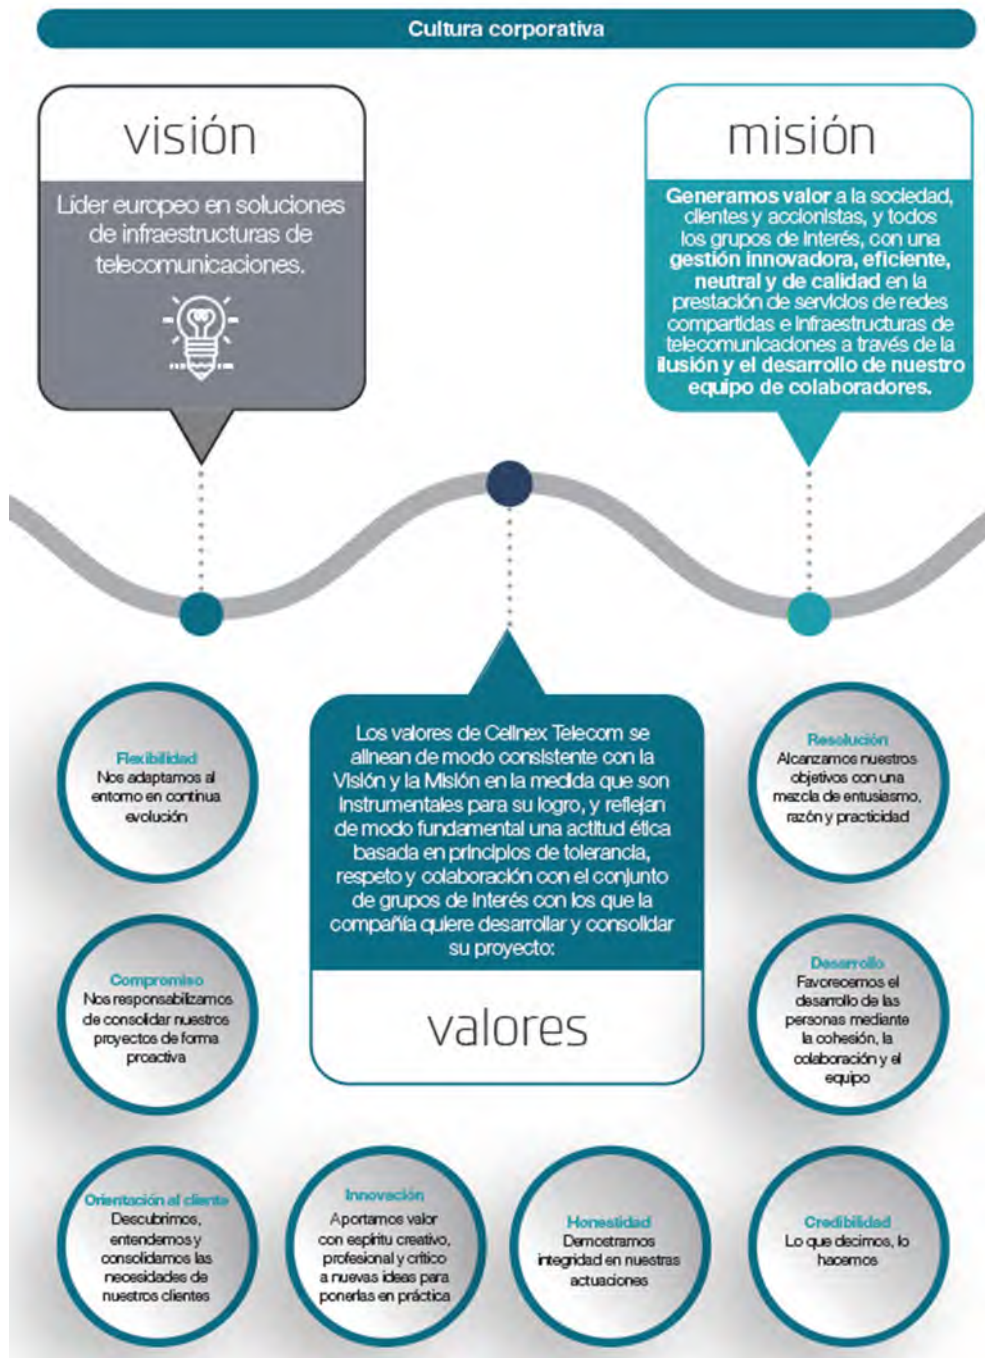 Cultura corporativa
visión
Líder europeo en soluciones
de infraestructuras de
telecomunicaciones.
misión
Generamos valor a la sociedad,
clientes y accionistas, y todos
los grupos de interés, con una
gestión innovadora, eficiente,
neutral y de calidad en la
prestación de servicios de redes
compartidas e infraestructuras de
telecomunicaciones a través de la
ilusión y el desarrollo de nuestro
equipo de colaboradores.
Los valores de Cellnex Telecom se
alinean de modo consistente con la
Visión y la Misión en la medida que son
instrumentales para su logro, y reflejan
de modo fundamental una actitud ética
basada en principios de tolerancia,
respeto y colaboración con el conjunto
de grupos de interés con los que la
compañía quiere desarrollar y consolidar
su proyecto:
valores
Flexibilidad
Nos adaptamos al
entorno en continua
evolución
Compromiso
Nos responsabilizamos
de consolidar nuestros
proyectos de forma
proactiva
Orientación al cliente
Descubrimos,
entendemos y
consolidamos las
necesidades de
nuestros clientes
Innovación
Aportamos valor
con espíritu creativo,
profesional y crítico
a nuevas ideas para
ponerlas en práctica
Honestidad
Demostramos
integridad en nuestras
actuaciones
Credibilidad
Lo que decimos, lo
hacemos
Desarrollo
Favorecemos el
desarrollo de las
personas mediante
la cohesión, la
colaboración y el
equipo
Resolución
Alcanzamos nuestros
objetivos con una
mezcla de entusiasmo,
razón y practicidad